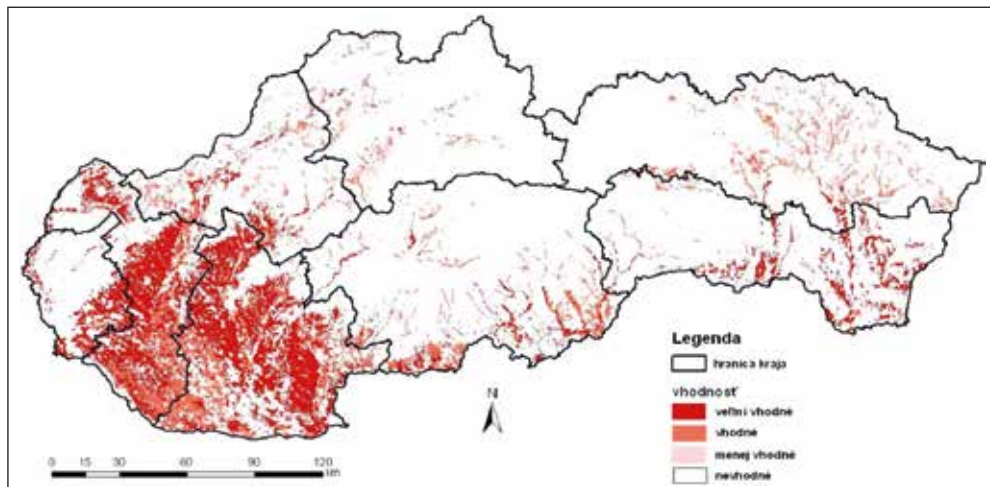 N
Legenda
hranica kraja
vhodnosť
veľmi vhodné
vhodné
menej vhodné
nevhodné
0 15 30 60 90 120
km